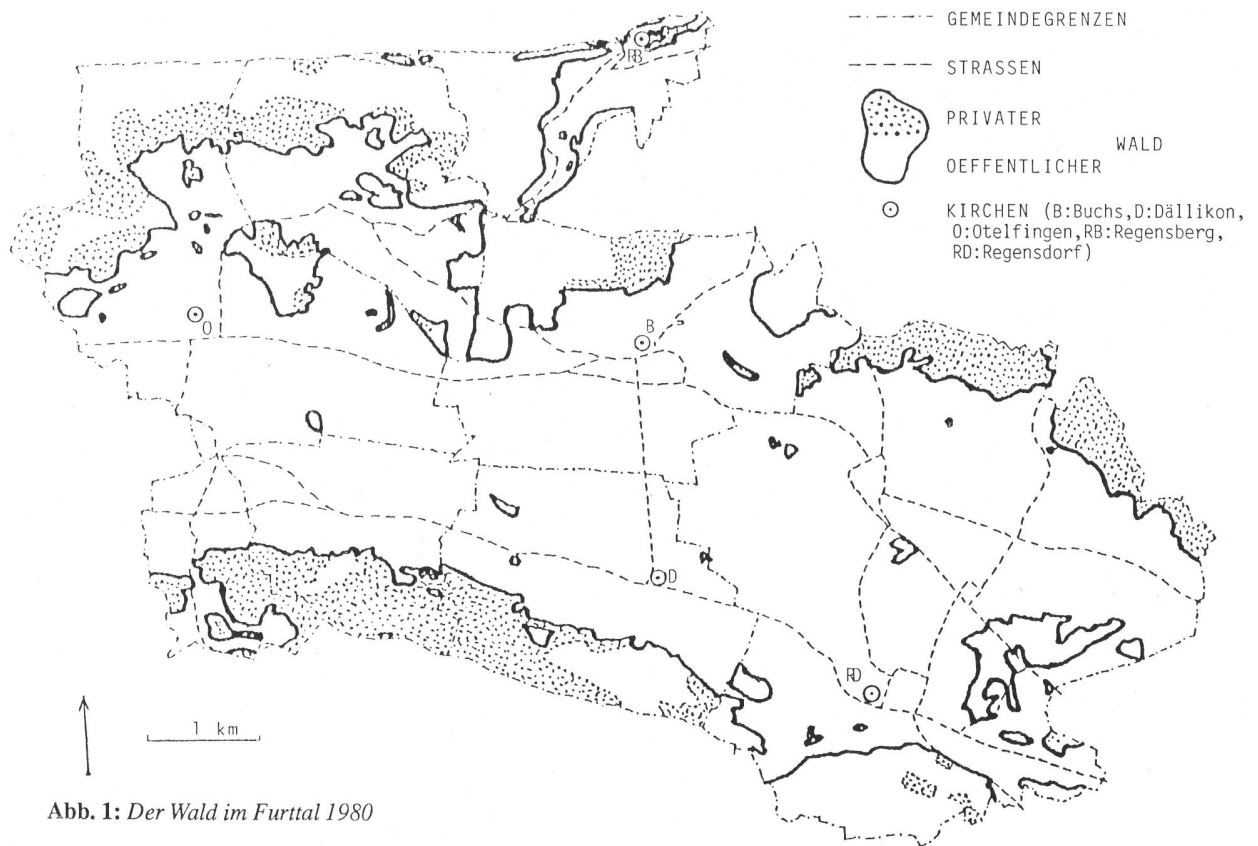 GEMEINDEGRENZEN
STRASSEN
PRIVATER
WALD
OEFFENTLICHER
KIRCHEN (B:Buchs,D:Dällikon,
O:Otelfingen,RB:Regensberg,
RD:Regensdorf)
RB
O
B
D
RD
1 km
Abb. 1: Der Wald im Furttal 1980